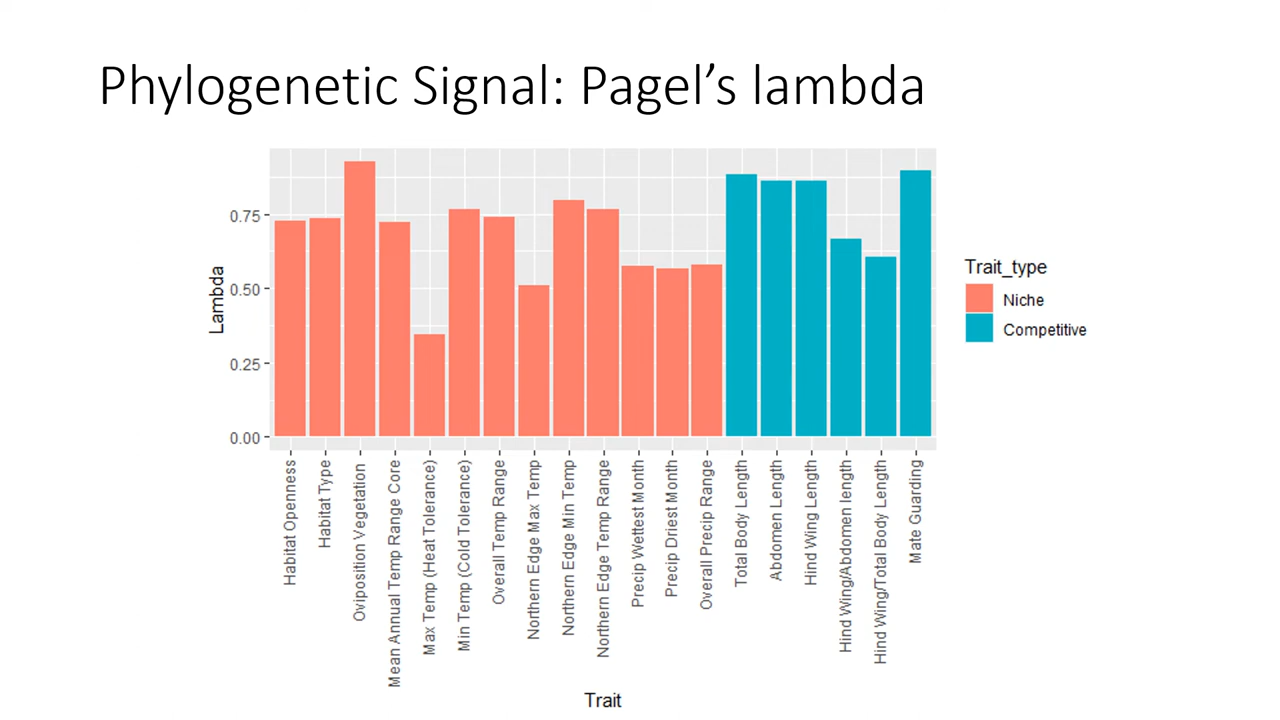 Phylogenetic Signal: Pagel’s lambda
0.75
0.50
0.25
0.00
Lambda
Habitat Openness
Habitat Type
Oviposition Vegetation
Mean Annual Temp Range Core
Max Temp (Heat Tolerance)
Min Temp (Cold Tolerance)
Overall Temp Range
Northern Edge Max Temp
Northern Edge Min Temp
Northern Edge Temp Range
Precip Wettest Month
Precip Driest Month
Overall Precip Range
Total Body Length
Abdomen Length
Hind Wing Length
Hind Wing/Abdomen length
Hind Wing/Total Body Length
Mate Guarding
Trait
Trait_type
Niche
Competitive